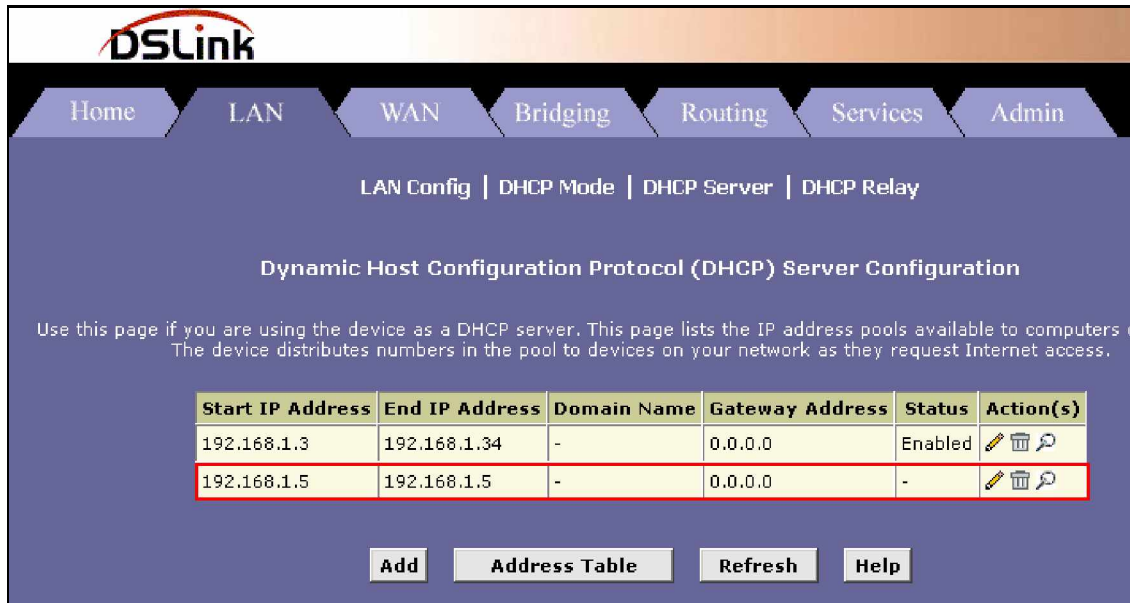 DSLink
Home LAN WAN Bridging Routing Services Admin
LAN Config | DHCP Mode | DHCP Server | DHCP Relay
Dynamic Host Configuration Protocol (DHCP) Server Configuration
Use this page if you are using the device as a DHCP server. This page lists the IP address pools available to computers
The device distributes numbers in the pool to devices on your network as they request Internet access.
Start IP Address End IP Address Domain Name Gateway Address Status Action(s)
192.168.1.3 192.168.1.34 - 0.0.0.0 Enabled
192.168.1.5 192.168.1.5 - 0.0.0.0 -
Add Address Table Refresh Help